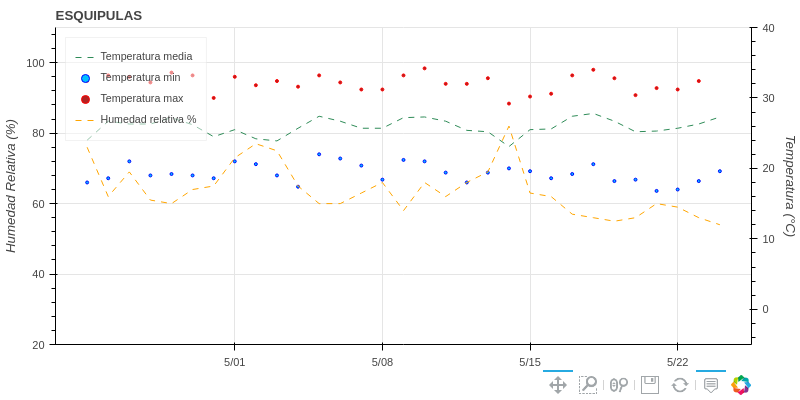 ESQUIPULAS
Temperatura media
Temperatura min
Temperatura max
Humedad relativa %
Humedad Relativa (%)
100
80
60
40
20
Temperatura (°C)
40
30
20
10
0
5/01
5/08
5/15
5/22